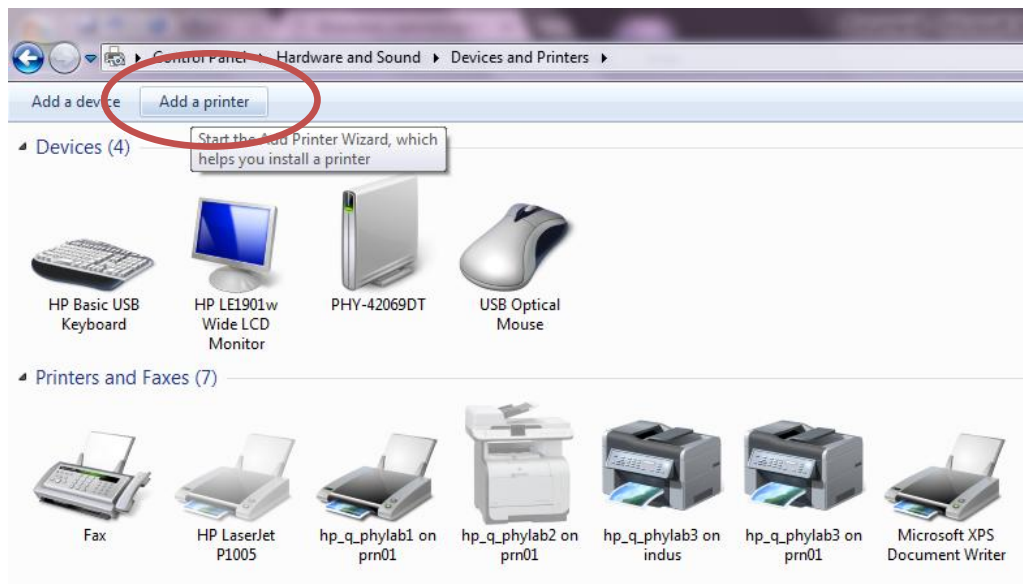 Control Panel Hardware and Sound Devices and Printers
Add a device Add a printer
Start the Add Printer Wizard, which
helps you install a printer
Devices (4)
HP Basic USB
Keyboard
HP LE1901w
Wide LCD
Monitor
PHY-42069DT
USB Optical
Mouse
Printers and Faxes (7)
Fax
HP LaserJet
P1005
hp_q_phylab1 on
prn01
hp_q_phylab2 on
prn01
hp_q_phylab3 on
indus
hp_q_phylab3 on
prn01
Microsoft XPS
Document Writer